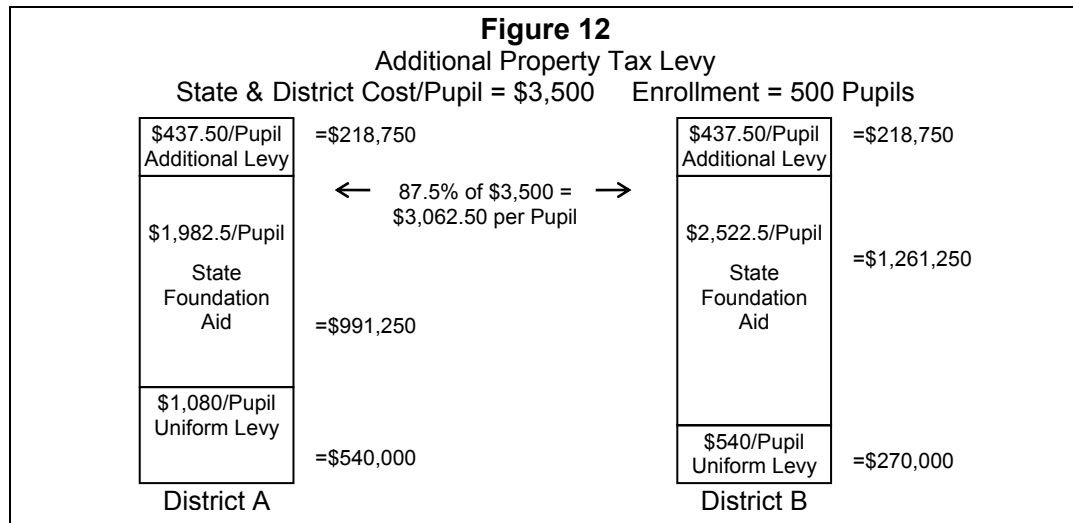 Figure 12
Additional Property Tax Levy
State & District Cost/Pupil = $3,500 Enrollment = 500 Pupils
$437.50/Pupil
Additional Levy
=$218,750
$1,982.5/Pupil
State
Foundation
Aid
=$991,250
$1,080/Pupil
Uniform Levy
=$540,000
District A
87.5% of $3,500 =
$3,062.50 per Pupil
$437.50/Pupil
Additional Levy
=$218,750
$2,522.5/Pupil
State
Foundation
Aid
=$1,261,250
$540/Pupil
Uniform Levy
=$270,000
District B